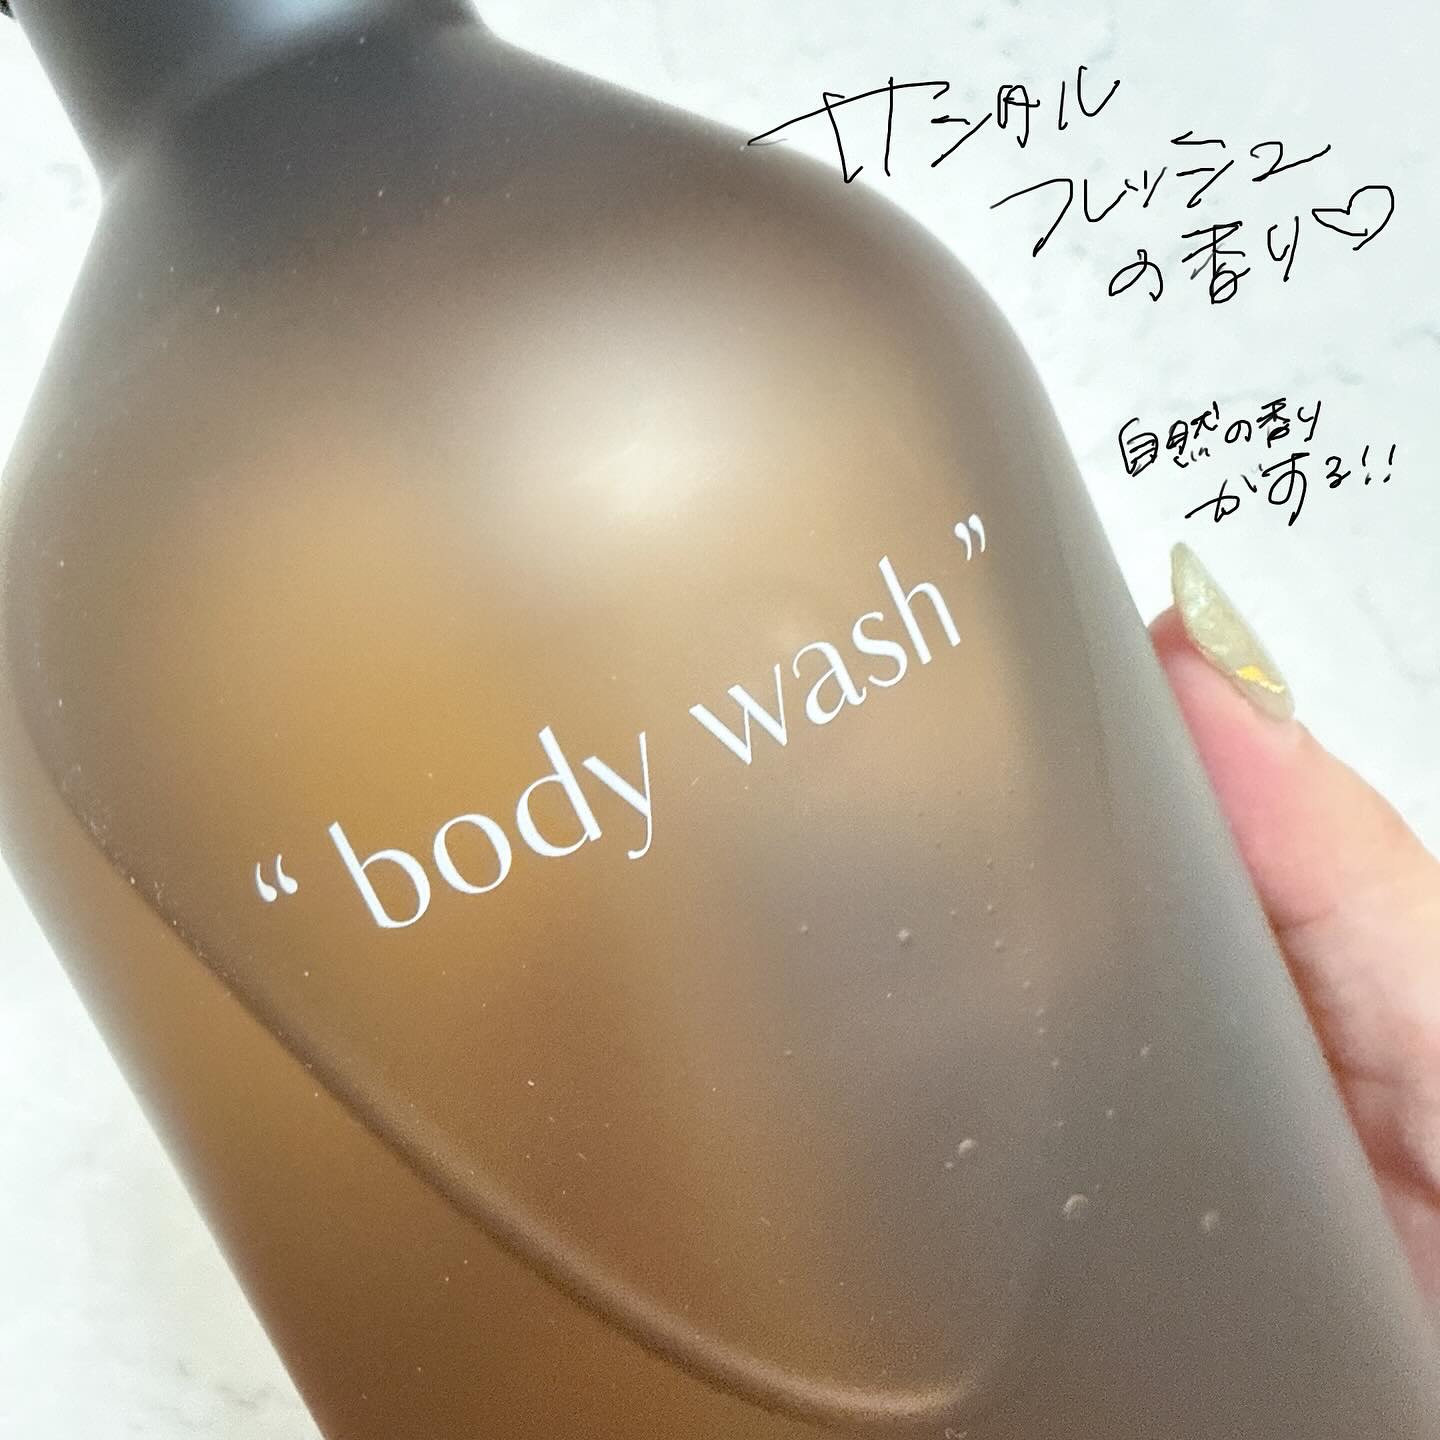 サンタル
フレッシュ
の香り♡
自然の香り
がする!!
“body wash”